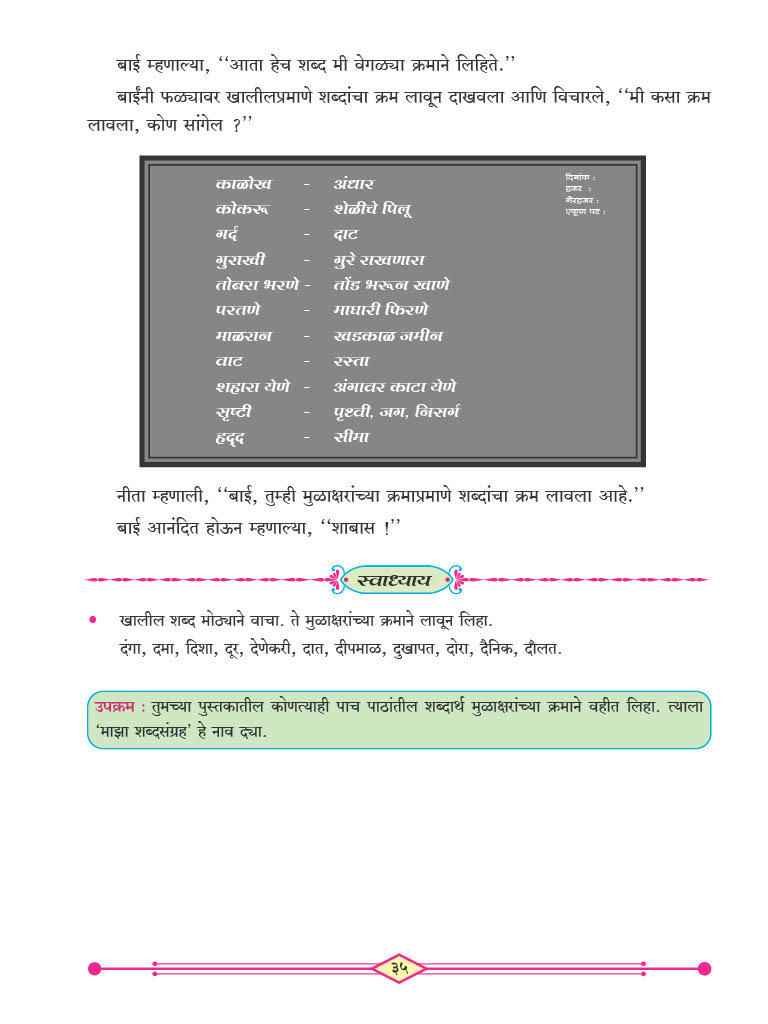 बाई म्हणाल्या, ‘‘आता हेच शब्द मी वेगळ्या क्रमाने लिहिते.’’
बाईंनी फळ्यावर खालीलप्रमाणे शब्दांचा क्रम लावून दाखवला आणि विचारले, ‘‘मी कसा क्रम
लावला, कोण सांगेल ?’’
काळोख - अंधार
कोकरू - शेळीचे पिलू
गर्द - दाट
गुराखी - गुरे राखणारा
तोबरा भरणे - तोंड भरून खाणे
परतणे - माघारी फिरणे
माळरान - खडकाळ जमीन
वाट - रस्ता
शहारा येणे - अंगावर काटा येणे
सृष्टी - पृथ्वी, जग, निसर्ग
हद्द - सीमा
दिनांक :
हजर :
गैरहजर :
एकूण पट :
नीता म्हणाली, ‘‘बाई, तुम्ही मुळाक्षरांच्या क्रमाप्रमाणे शब्दांचा क्रम लावला आहे.’’
बाई आनंदित होऊन म्हणाल्या, ‘‘शाबास !’’
स्वाध्याय
• खालील शब्द मोठ्याने वाचा. ते मुळाक्षरांच्या क्रमाने लावून लिहा.
दंगा, दमा, दिशा, दूर, देणेकरी, दात, दीपमाळ, दुखापत, दोरा, दैनिक, दौलत.
उपक्रम : तुमच्या पुस्तकातील कोणत्याही पाच पाठांतील शब्दार्थ मुळाक्षरांच्या क्रमाने वहीत लिहा. त्याला
‘माझा शब्दसंग्रह’ हे नाव द्या.
३५